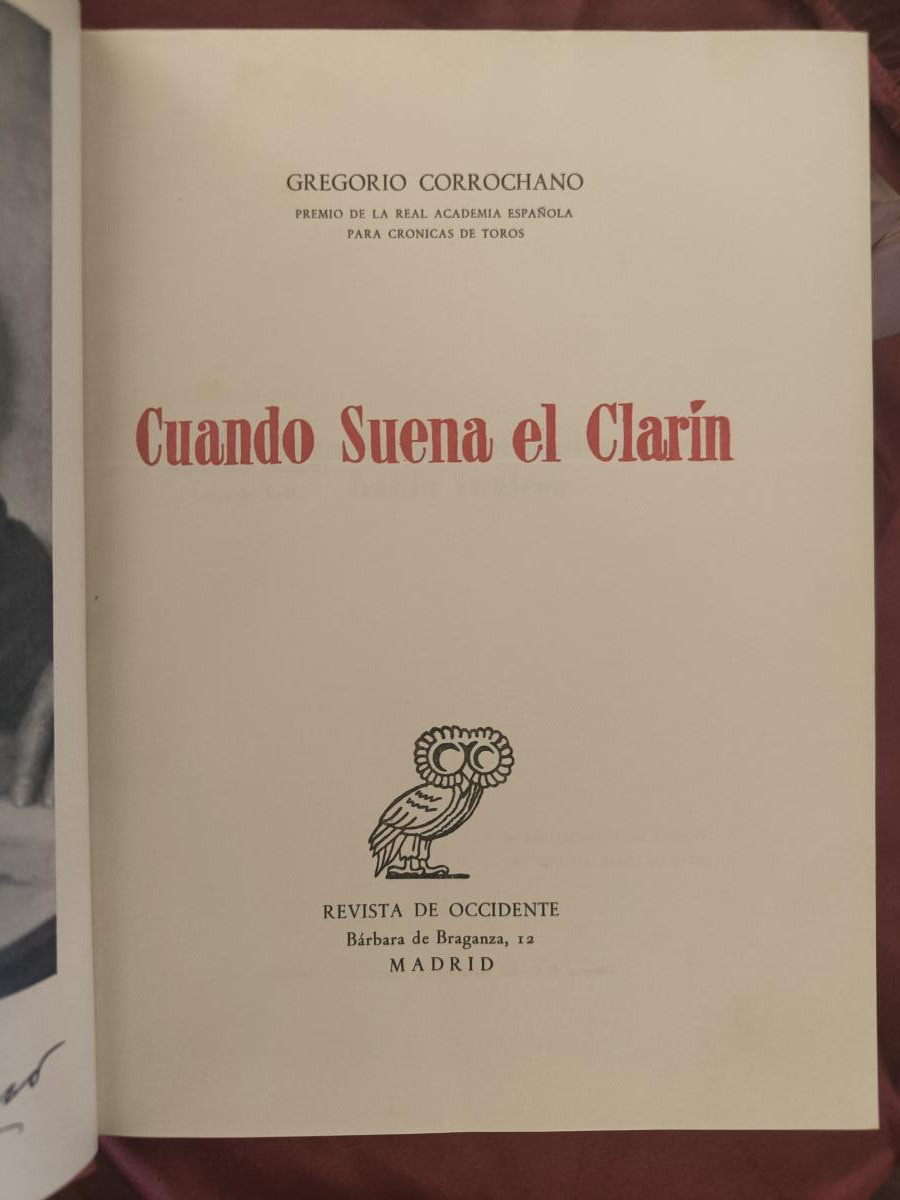 GREGORIO CORROCHANO
PREMIO DE LA REAL ACADEMIA ESPAÑOLA
PARA CRONICAS DE TOROS
Cuando Suena el Clarín
REVISTA DE OCCIDENTE
Bárbara de Braganza, 12
MADRID